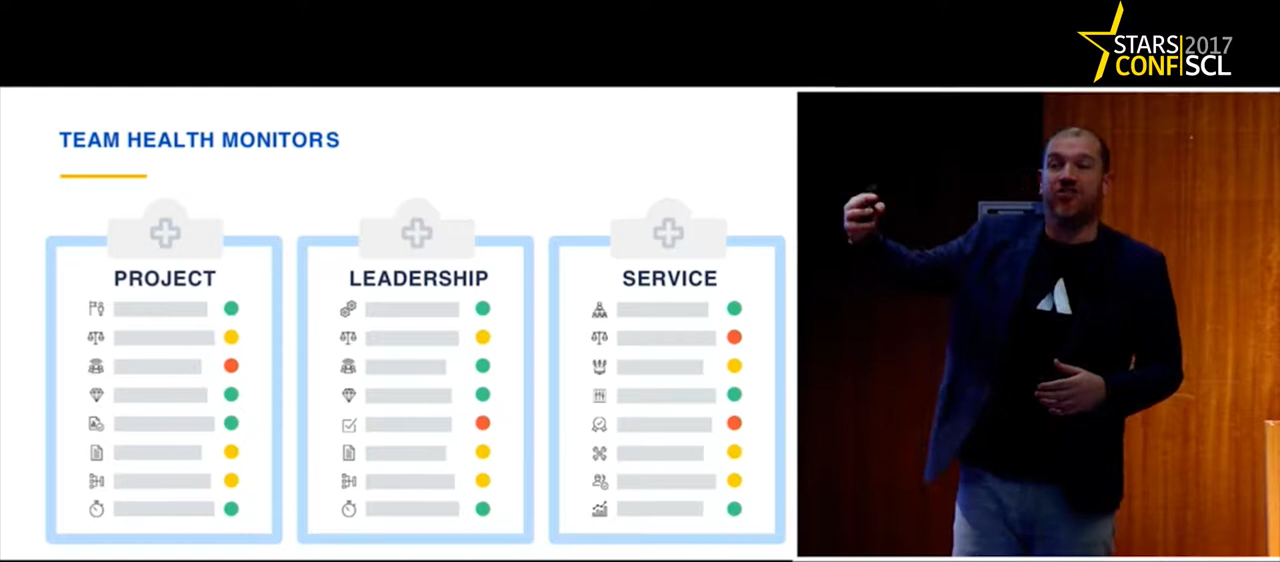 STARS 2017
CONF SCL
TEAM HEALTH MONITORS
PROJECT
LEADERSHIP
SERVICE